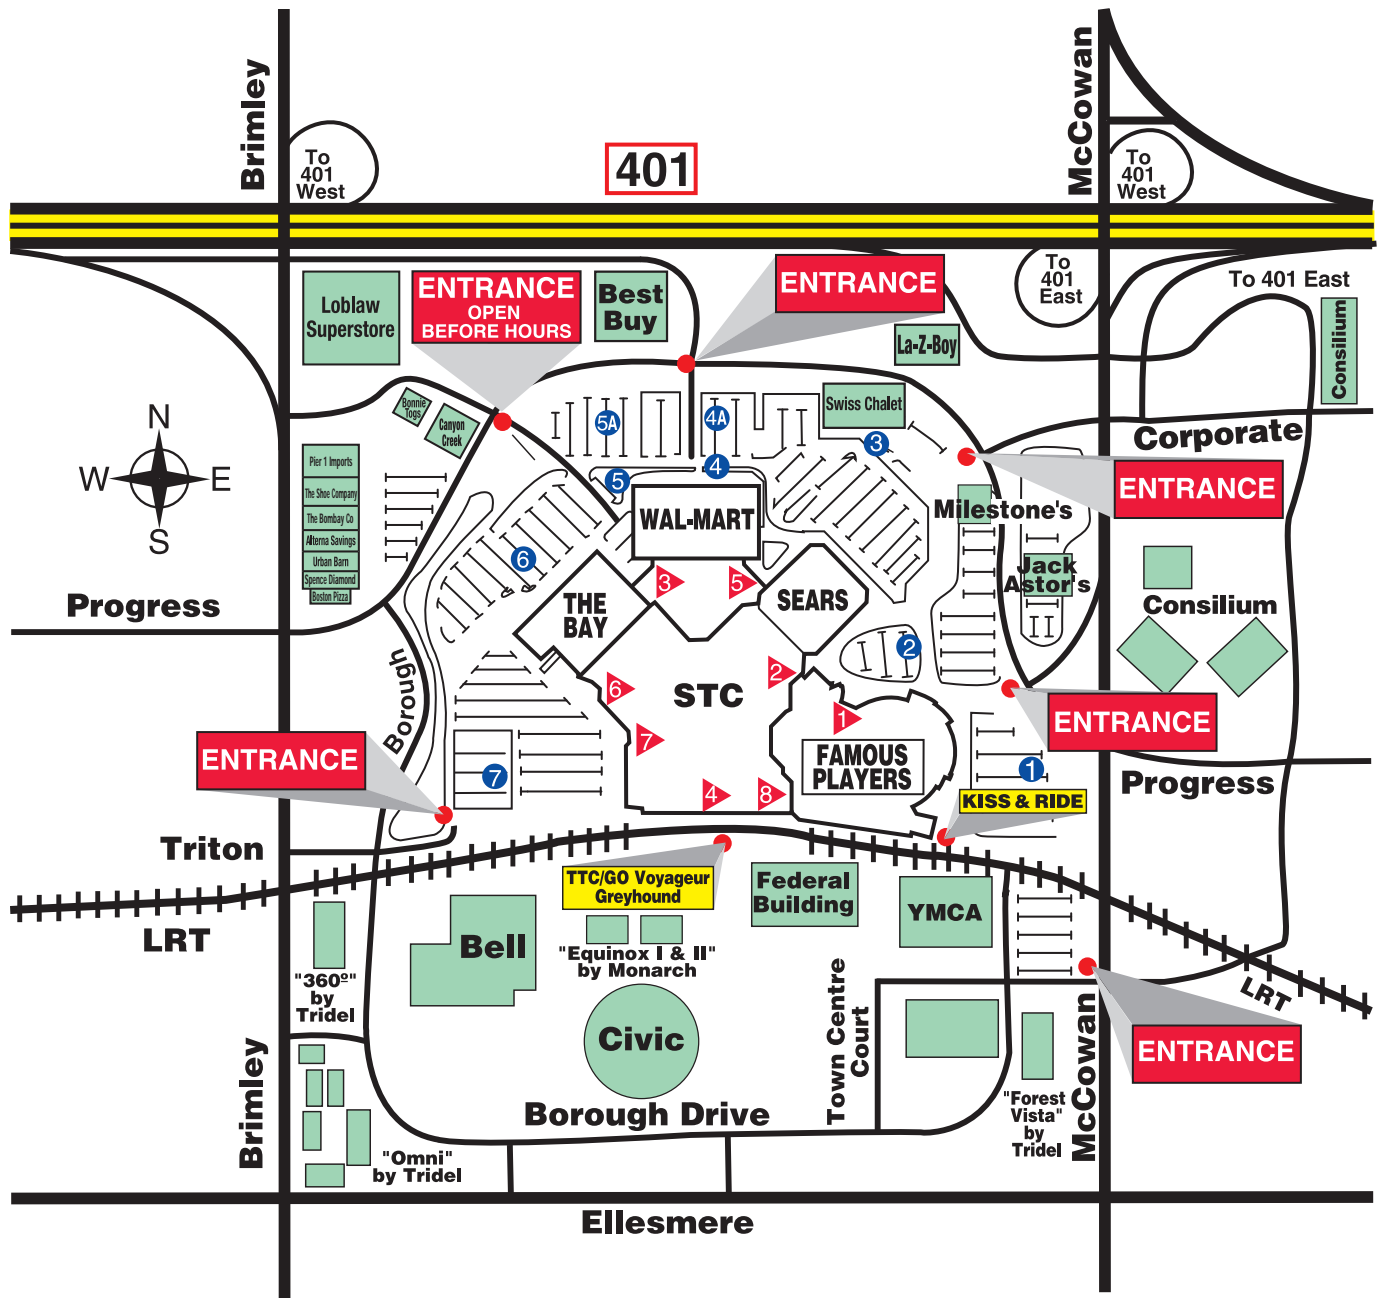 Brimley
McCowan
To
401
West
401
To
401
West
To
401
East
To 401 East
Loblaw
Superstore
ENTRANCE
OPEN
BEFORE HOURS
Best
Buy
ENTRANCE
La-Z-Boy
Consilium
Bonnie
Togs
Canyon
Creek
5A
4A
Swiss Chalet
3
Corporate
N
W
E
S
Pier 1 Imports
The Shoe Company
The Bombay Co
Alterna Savings
Urban Barn
Spence Diamond
Boston Pizza
5
4
ENTRANCE
WAL-MART
Milestone's
6
3
5
Jack
Astor's
Progress
THE
BAY
SEARS
Consilium
Borough
2
6
STC
2
1
ENTRANCE
ENTRANCE
7
7
FAMOUS
PLAYERS
1
Progress
4
8
KISS & RIDE
Triton
LRT
TTC/GO Voyageur
Greyhound
Federal
Building
YMCA
Bell
"Equinox I & II"
by Monarch
"360º"
by
Tridel
LRT
Town Centre
Court
Civic
ENTRANCE
Brimley
McCowan
Borough Drive
"Forest
Vista"
by
Tridel
"Omni"
by Tridel
Ellesmere